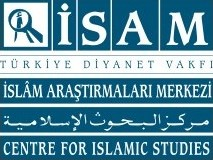 İSAM
TÜRKİYE DİYANET VAKFI
İSLÂM ARAŞTIRMALARI MERKEZİ
مركز البحوث الإسلامية
CENTRE FOR ISLAMIC STUDIES